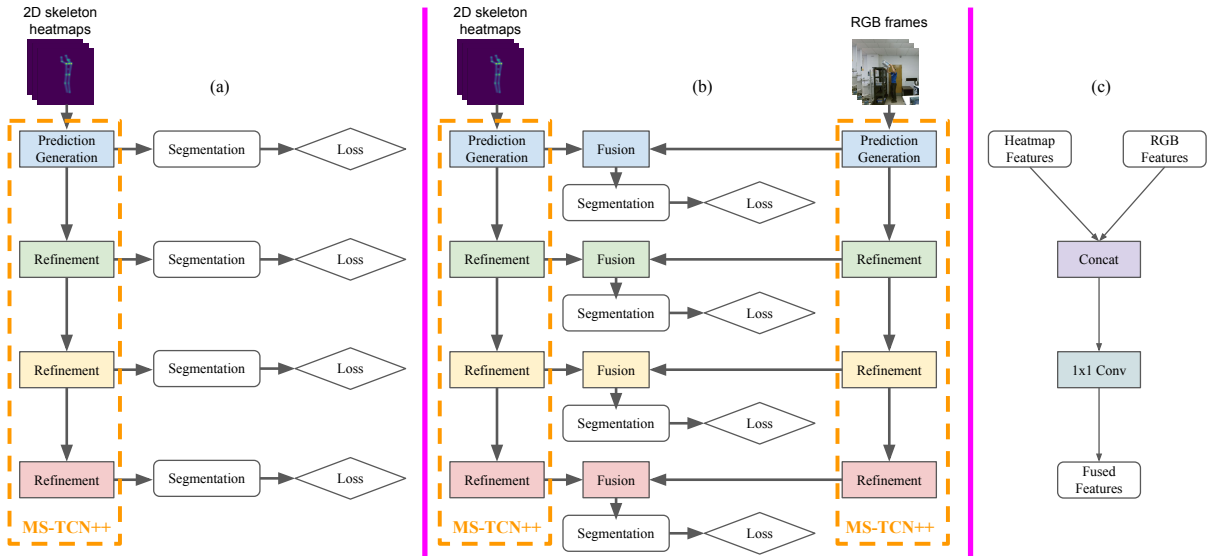 2D skeleton
heatmaps
(a)
Prediction
Generation
Segmentation
Loss
Refinement
Segmentation
Loss
Refinement
Segmentation
Loss
Refinement
Segmentation
Loss
MS-TCN++
2D skeleton
heatmaps
(b)
RGB frames
Prediction
Generation
Fusion
Prediction
Generation
Segmentation
Loss
Refinement
Fusion
Refinement
Segmentation
Loss
Refinement
Fusion
Refinement
Segmentation
Loss
Refinement
Fusion
Refinement
Segmentation
Loss
MS-TCN++
MS-TCN++
(c)
Heatmap
Features
RGB
Features
Concat
1x1 Conv
Fused
Features